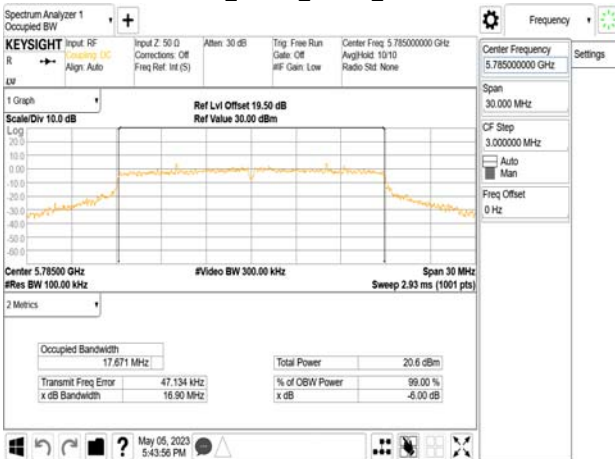 Spectrum Analyzer 1
Occupied BW
Frequency
KEYSIGHT
R
Input: RF
Coupling: DC
Align: Auto
Input Z: 50 Ω
Corrections: Off
Freq Ref: Int (S)
Atten: 30 dB
Trig: Free Run
Gate: Off
#IF Gain: Low
Center Freq: 5.785000000 GHz
Avg|Hold: 10/10
Radio Std: None
Center Frequency
5.785000000 GHz
Settings
Span
30.000 MHz
CF Step
3.000000 MHz
Auto
Man
Freq Offset
0 Hz
1 Graph
Scale/Div 10.0 dB
Ref Lvl Offset 19.50 dB
Ref Value 30.00 dBm
Log
20.0
10.0
0.00
-10.0
-20.0
-30.0
-40.0
-50.0
-60.0
Center 5.78500 GHz
#Res BW 100.00 kHz
#Video BW 300.00 kHz
Span 30 MHz
Sweep 2.93 ms (1001 pts)
2 Metrics
Occupied Bandwidth
17.671 MHz
Total Power 20.6 dBm
Transmit Freq Error 47.134 kHz
% of OBW Power 99.00 %
x dB Bandwidth 16.90 MHz
x dB -6.00 dB
?
May 05, 2023
5:43:56 PM